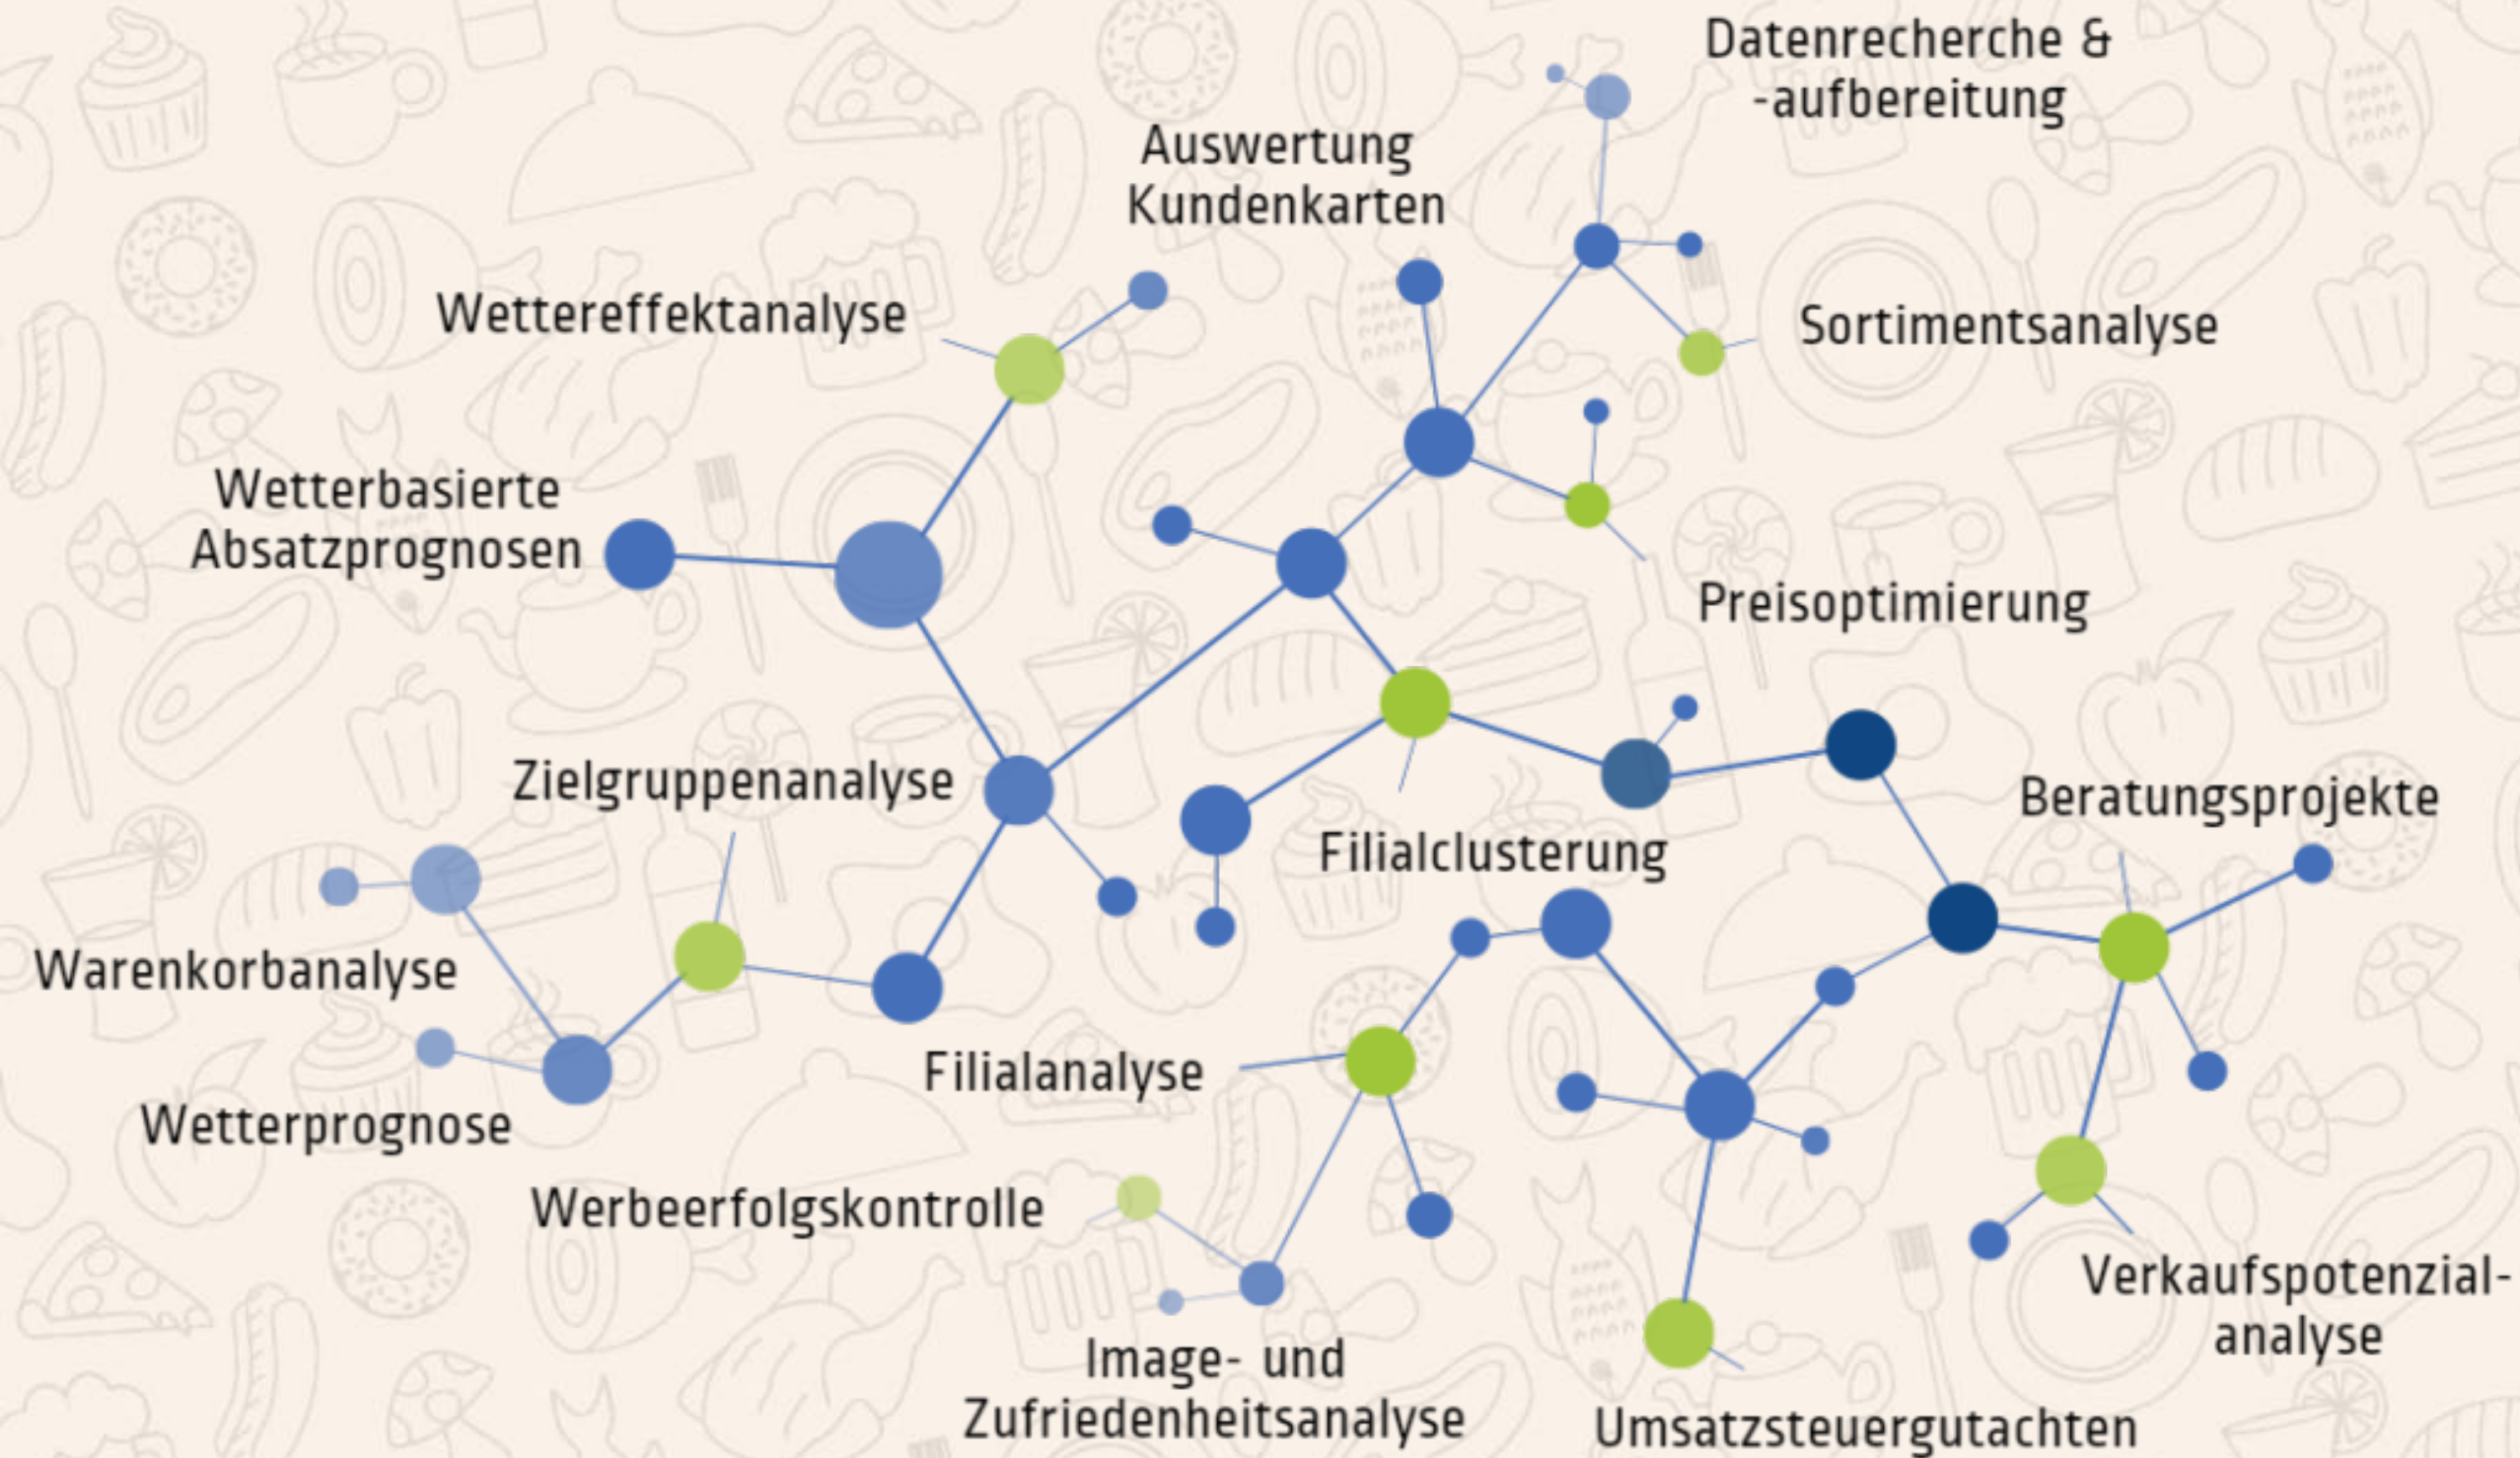 Datenrecherche &
-aufbereitung
Auswertung
Kundenkarten
Wettereffektanalyse
Sortimentsanalyse
Wetterbasierte
Absatzprognosen
Preisoptimierung
Zielgruppenanalyse
Beratungsprojekte
Filialclusterung
Warenkorbanalyse
Filialanalyse
Wetterprognose
Werbeerfolgskontrolle
Verkaufspotenzial-
analyse
Image- und
Zufriedenheitsanalyse
Umsatzsteuergutachten